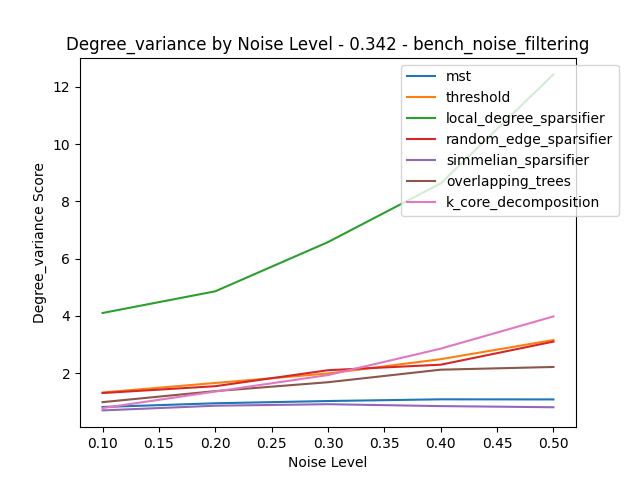 Degree_variance by Noise Level - 0.342 - bench_noise_filtering
mst
threshold
local_degree_sparsifier
random_edge_sparsifier
simmelian_sparsifier
overlapping_trees
k_core_decomposition
Degree_variance Score
12
10
8
6
4
2
0.10 0.15 0.20 0.25 0.30 0.35 0.40 0.45 0.50
Noise Level